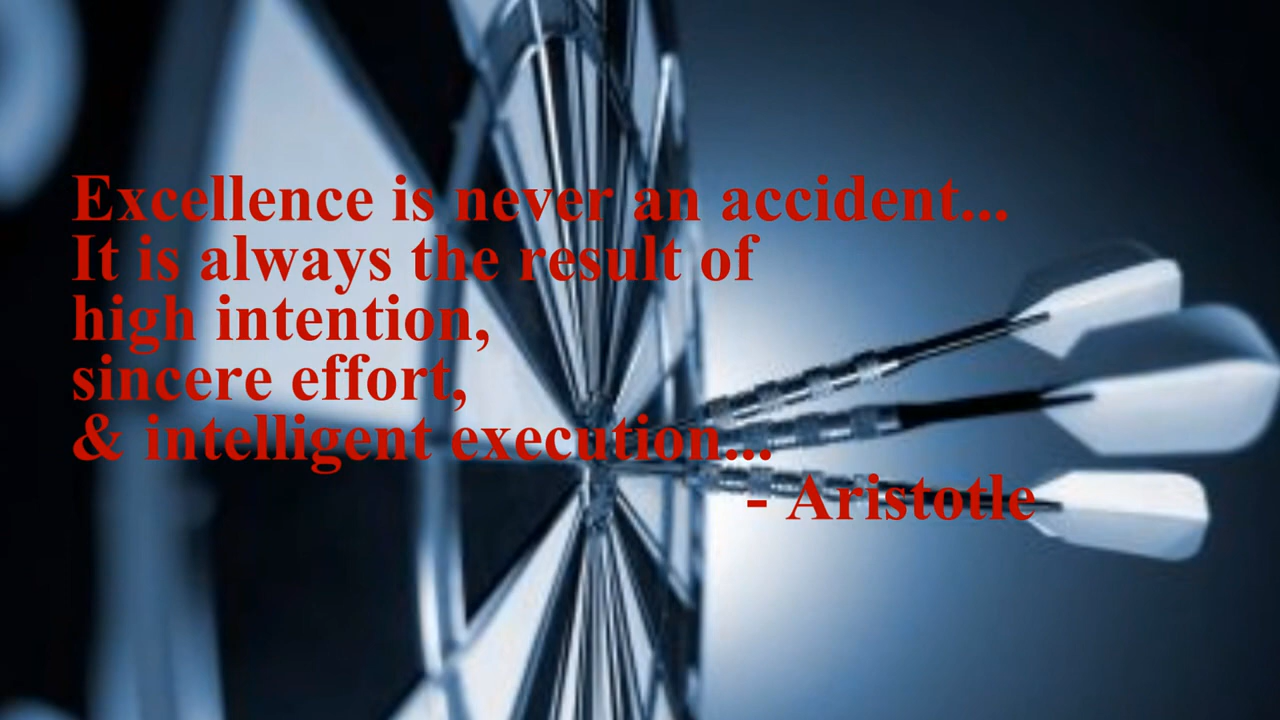 Excellence is never an accident...
It is always the result of
high intention,
sincere effort,
& intelligent execution...
- Aristotle